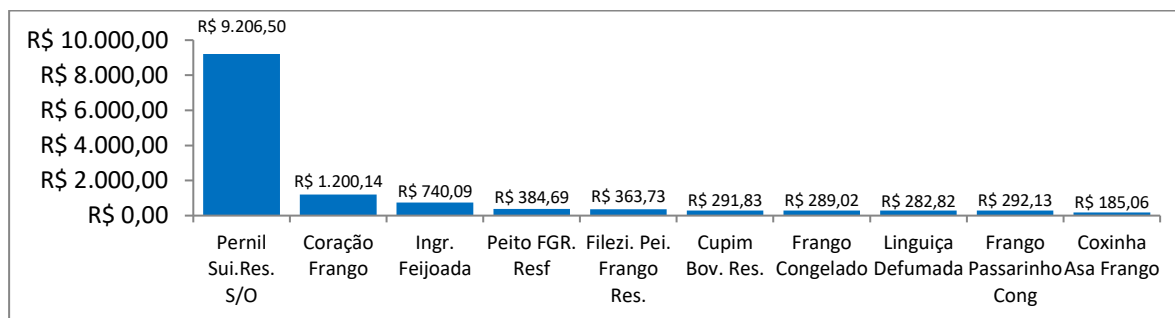 R$ 9.206,50
R$ 10.000,00
R$ 8.000,00
R$ 6.000,00
R$ 4.000,00
R$ 2.000,00
R$ 0,00
R$ 1.200,14
R$ 740,09
R$ 384,69
R$ 363,73
R$ 291,83
R$ 289,02
R$ 282,82
R$ 292,13
R$ 185,06
Pernil
Sui.Res.
S/O
Coração
Frango
Ingr.
Feijoada
Peito FGR.
Resf
Filezi. Pei.
Frango
Res.
Cupim
Bov. Res.
Frango
Congelado
Linguiça
Defumada
Frango
Passarinho
Cong
Coxinha
Asa Frango